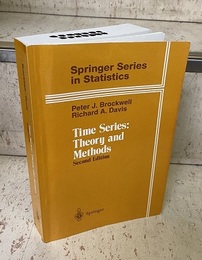 Springer Series
in Statistics
Peter J. Brockwell
Richard A. Davis
Time Series:
Theory and
Methods
Second Edition
Springer